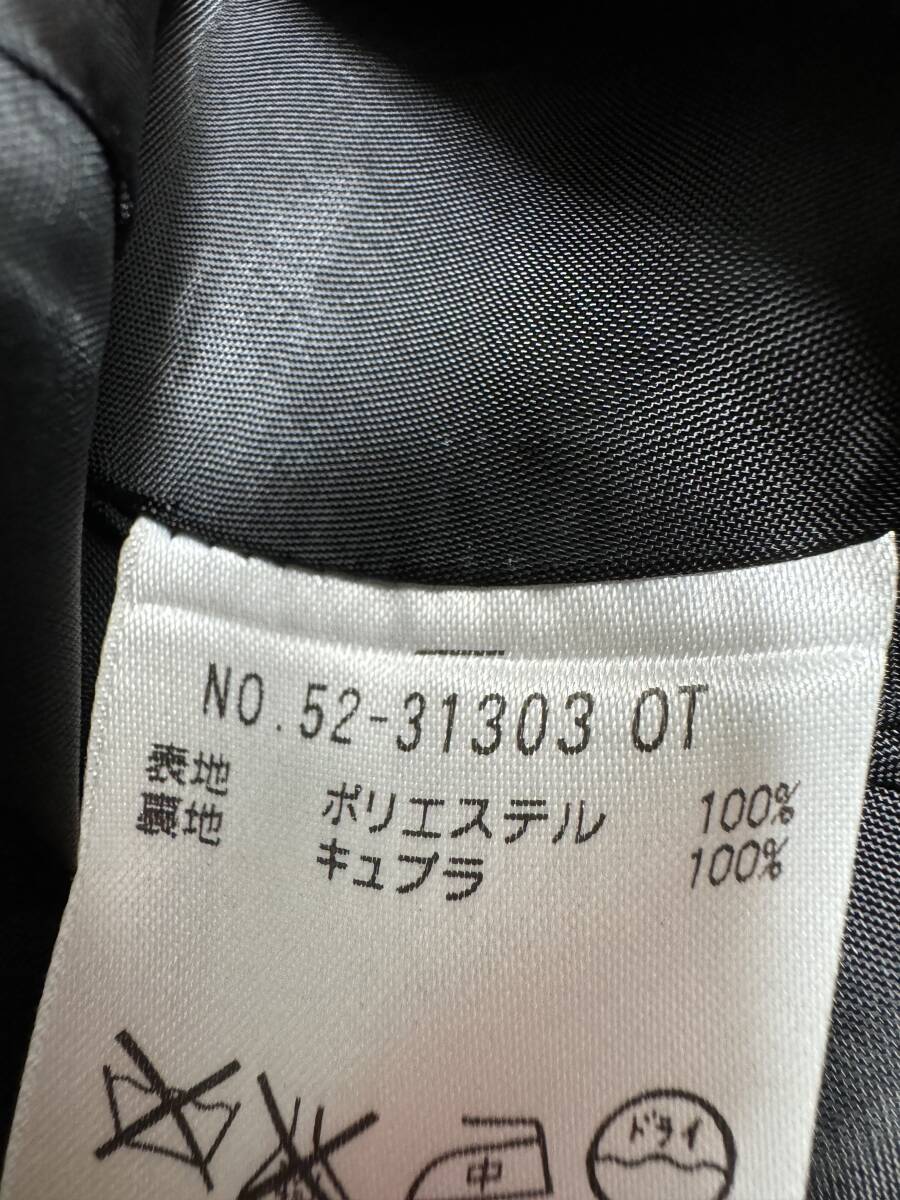 NO.52-31303 OT
表地 ポリエステル 100%
裏地 キュプラ 100%
中
ドライ